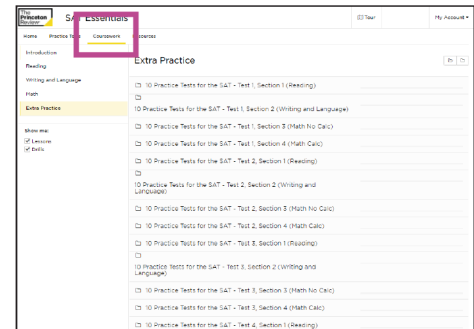 The
Princeton
Review
SAT Essentials
Tour
My Account
Home
Practice Tests
Coursework
Resources
Introduction
Reading
Writing and Language
Math
Extra Practice
Show me:
Lessons
Drills
Extra Practice
10 Practice Tests for the SAT - Test 1, Section 1 (Reading)
10 Practice Tests for the SAT - Test 1, Section 2 (Writing and Language)
10 Practice Tests for the SAT - Test 1, Section 3 (Math No Calc)
10 Practice Tests for the SAT - Test 1, Section 4 (Math Calc)
10 Practice Tests for the SAT - Test 2, Section 1 (Reading)
10 Practice Tests for the SAT - Test 2, Section 2 (Writing and
Language)
10 Practice Tests for the SAT - Test 2, Section 3 (Math No Calc)
10 Practice Tests for the SAT - Test 2, Section 4 (Math Calc)
10 Practice Tests for the SAT - Test 3, Section 1 (Reading)
10 Practice Tests for the SAT - Test 3, Section 2 (Writing and
Language)
10 Practice Tests for the SAT - Test 3, Section 3 (Math No Calc)
10 Practice Tests for the SAT - Test 3, Section 4 (Math Calc)
10 Practice Tests for the SAT - Test 4, Section 1 (Reading)